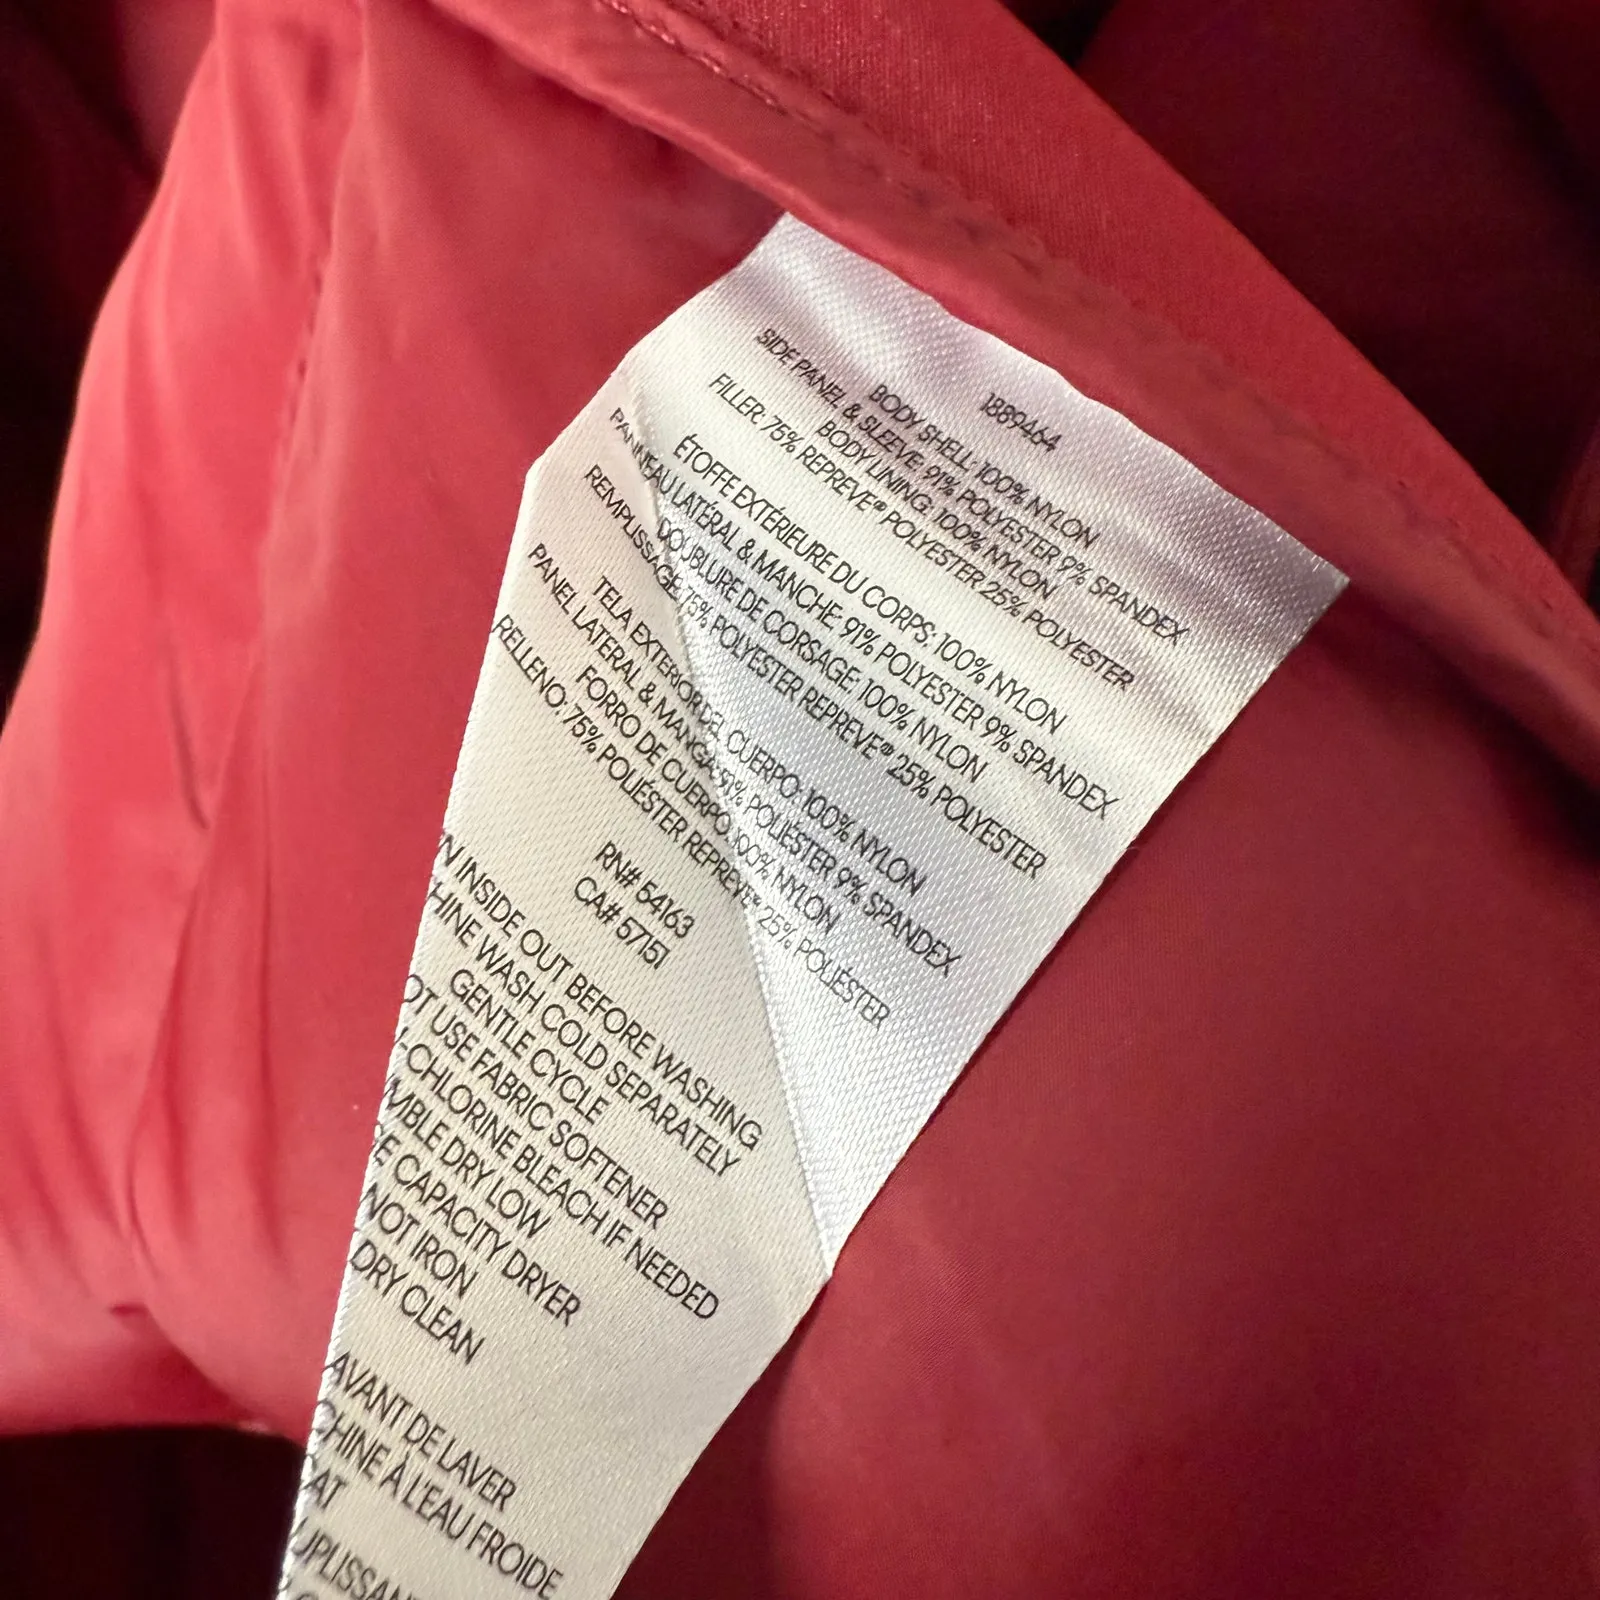 1889464
BODY SHELL: 100% NYLON
SIDE PANEL & SLEEVE: 91% POLYESTER 9% SPANDEX
BODY LINING: 100% NYLON
FILLER: 75% REPREVE® POLYESTER 25% POLYESTER
ÉTOFFE EXTÉRIEURE DU CORPS: 100% NYLON
PANNEAU LATÉRAL & MANCHE: 91% POLYESTER 9% SPANDEX
DOUBLURE DE CORSAGE: 100% NYLON
REMPLISSAGE: 75% POLYESTER REPREVE® 25% POLYESTER
TELA EXTERIOR DEL CUERPO: 100% NYLON
PANEL LATERAL & MANGA: 91% POLIÉSTER 9% SPANDEX
FORRO DE CUERPO: 100% NYLON
RELLENO: 75% POLIÉSTER REPREVE® 25% POLIÉSTER
RN# 54163
CA# 57151
N INSIDE OUT BEFORE WASHING
HINE WASH COLD SEPARATELY
GENTLE CYCLE
OT USE FABRIC SOFTENER
-CHLORINE BLEACH IF NEEDED
MBLE DRY LOW
E CAPACITY DRYER
NOT IRON
DRY CLEAN
AVANT DE LAVER
CHINE À L'EAU FROIDE
AT